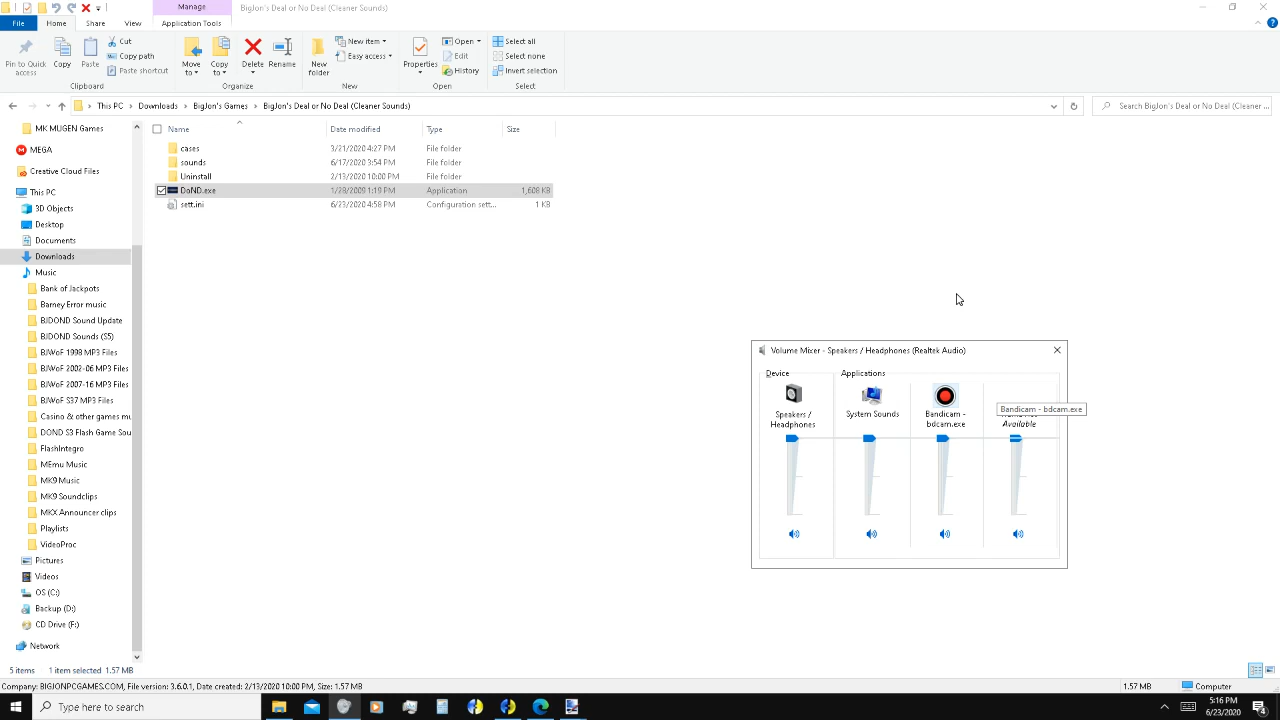 Manage
BigJon's Deal or No Deal (Cleaner Sounds)
File
Home
Share
View
Application Tools
Pin to Quick access
Copy
Paste
Cut
Copy path
Paste shortcut
Clipboard
Move to
Copy to
Delete
Rename
Organize
New folder
New item
Easy access
New
Properties
Open
Edit
History
Open
Select all
Select none
Invert selection
Select
This PC
Downloads
BigJon's Games
BigJon's Deal or No Deal (Cleaner Sounds)
Search BigJon's Deal or No Deal (Cleaner ...
MK MUGEN Games
MEGA
Creative Cloud Files
This PC
3D Objects
Desktop
Documents
Downloads
Music
Bank of Jackpots
Barney Error music
BJDOND Sound Update
BJDOND Sounds (S5)
BJWoF 1998 MP3 Files
BJWoF 2002-06 MP3 Files
BJWoF 2007-16 MP3 Files
BJWoF S37 MP3 Files
Casino & other games mu
DOND S3 Flash Game Sou
FlashIntegro
MEmu Music
MK9 Music
MK9 Soundclips
MKX Announcer clips
Playlists
VideoProc
Pictures
Videos
OS (C:)
Backup (D:)
CD Drive (F:)
Network
Name Date modified Type Size
cases 3/21/2020 4:27 PM File folder
sounds 6/17/2020 3:54 PM File folder
Uninstall 2/13/2020 10:00 PM File folder
DoND.exe 1/28/2009 1:19 PM Application 1,608 KB
sett.ini 6/23/2020 4:58 PM Configuration sett... 1 KB
Volume Mixer - Speakers / Headphones (Realtek Audio)
Device
Applications
Speakers / Headphones
System Sounds
Bandicam - bdcam.exe
Bandicam - bdcam.exe
Available
5 items 1 item selected 1.57 MB
Company: BIGJONPCGAMES.COM, File version: 3.6.0.1, Date created: 2/13/2020 10:00 PM, Size: 1.57 MB
1.57 MB
Computer
Type here to search
5:16 PM
6/23/2020
4